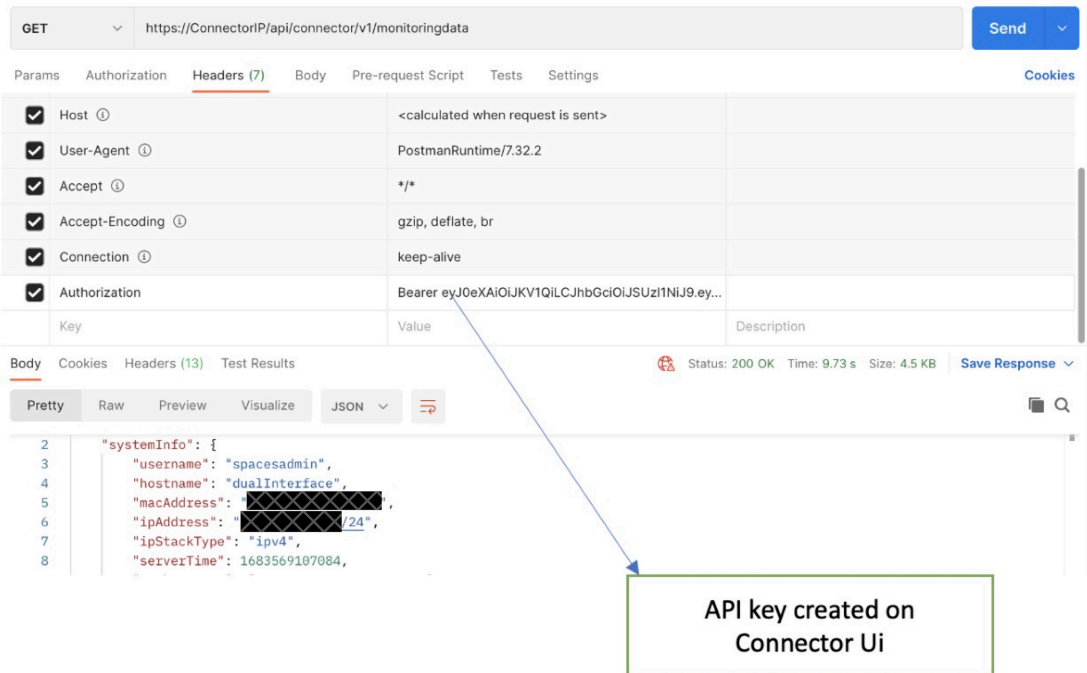 GET https://ConnectorIP/api/connector/v1/monitoringdata Send
Params Authorization Headers (7) Body Pre-request Script Tests Settings Cookies
Host <calculated when request is sent>
User-Agent PostmanRuntime/7.32.2
Accept */*
Accept-Encoding gzip, deflate, br
Connection keep-alive
Authorization Bearer eyJ0eXAiOiJKV1QiLCJhbGciOiJSUzI1NiJ9.ey...
Key Value Description
Body Cookies Headers (13) Test Results Status: 200 OK Time: 9.73 s Size: 4.5 KB Save Response
Pretty Raw Preview Visualize JSON
2 "systemInfo": {
3 "username": "spacesadmin",
4 "hostname": "dualInterface",
5 "macAddress": "",
6 "ipAddress": "/24",
7 "ipStackType": "ipv4",
8 "serverTime": 1683569107084,
API key created on
Connector Ui